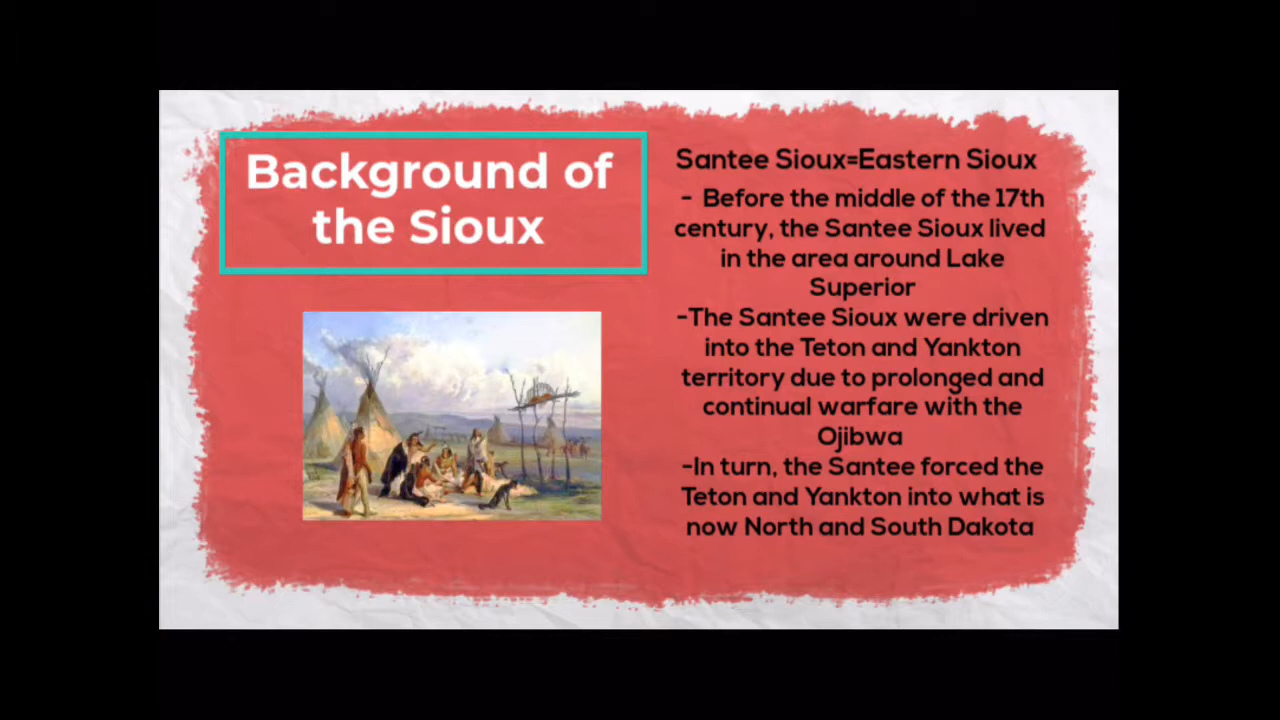 Background of
the Sioux
Santee Sioux=Eastern Sioux
- Before the middle of the 17th
century, the Santee Sioux lived
in the area around Lake
Superior
-The Santee Sioux were driven
into the Teton and Yankton
territory due to prolonged and
continual warfare with the
Ojibwa
-In turn, the Santee forced the
Teton and Yankton into what is
now North and South Dakota